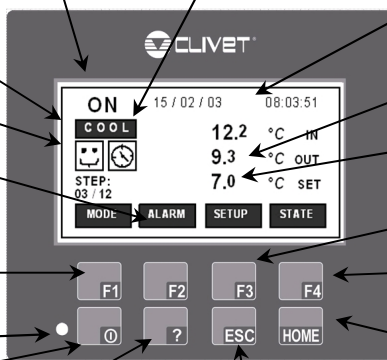 CLIVET
ON 15 / 02 / 03 08:03:51
COOL
12.2 °C IN
9.3 °C OUT
STEP: 7.0 °C SET
03 / 12
MODE ALARM SETUP STATE
F1 F2 F3 F4
? ESC HOME